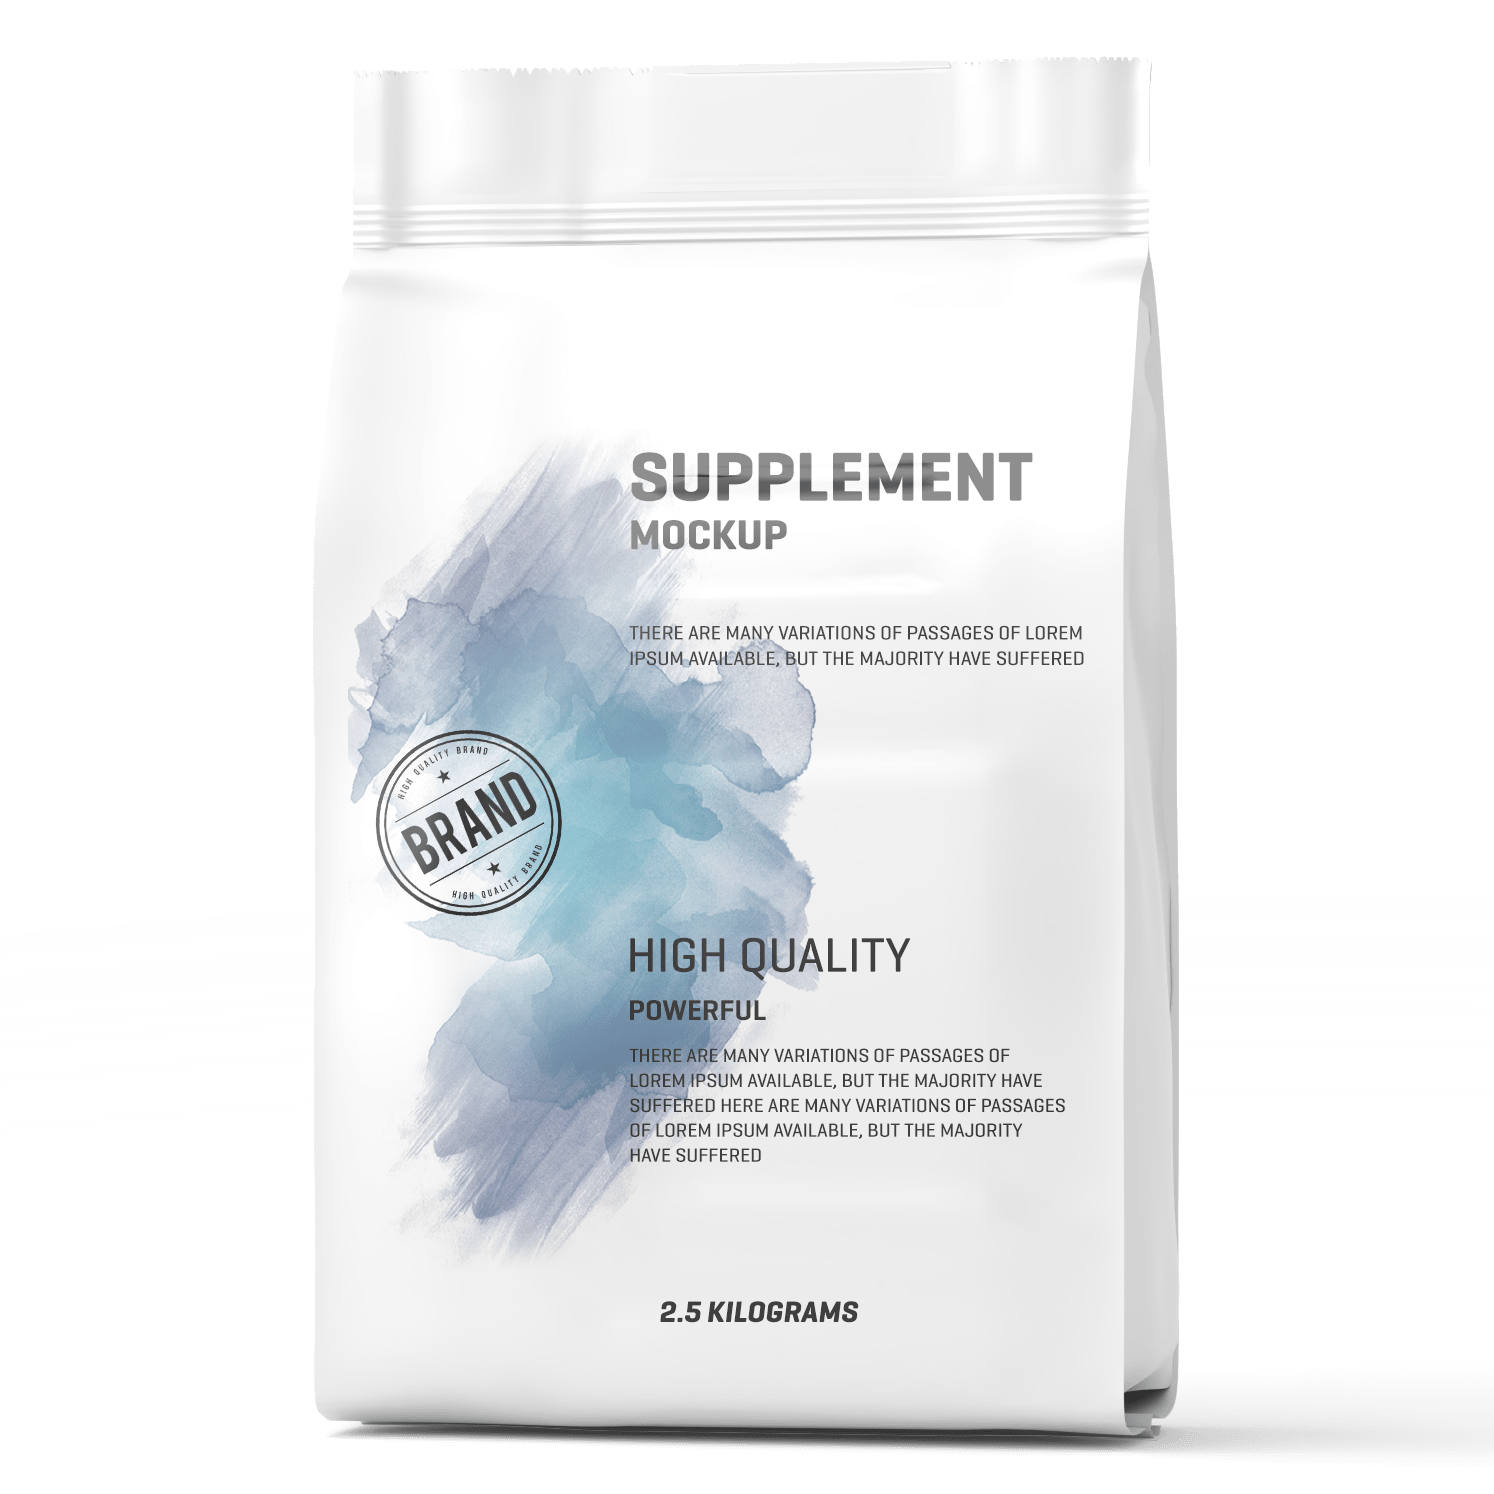 SUPPLEMENT
MOCKUP
THERE ARE MANY VARIATIONS OF PASSAGES OF LOREM
IPSUM AVAILABLE, BUT THE MAJORITY HAVE SUFFERED
HIGH QUALITY BRAND
BRAND
HIGH QUALITY BRAND
HIGH QUALITY
POWERFUL
THERE ARE MANY VARIATIONS OF PASSAGES OF
LOREM IPSUM AVAILABLE, BUT THE MAJORITY HAVE
SUFFERED HERE ARE MANY VARIATIONS OF PASSAGES
OF LOREM IPSUM AVAILABLE, BUT THE MAJORITY
HAVE SUFFERED
2.5 KILOGRAMS